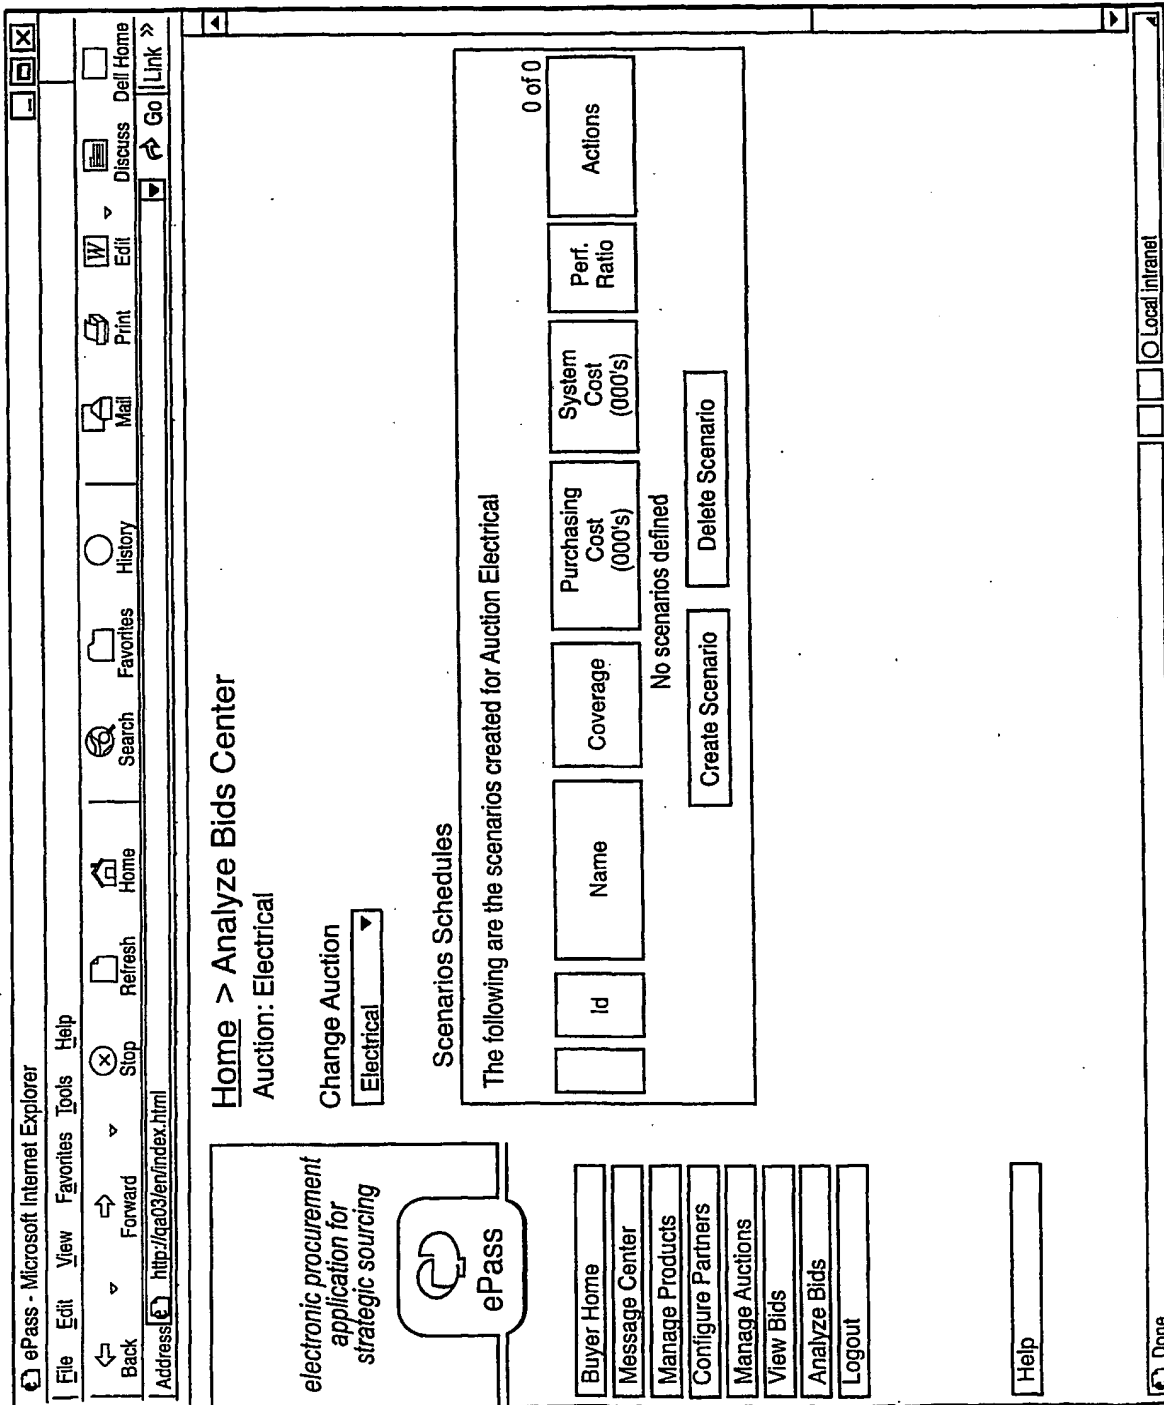 ePass - Microsoft Internet Explorer
File Edit View Favorites Tools Help
Back Forward Stop Refresh Home Search Favorites History Mail Print Edit Discuss Dell Home
Address http://qa03/en/index.html Go Link »
electronic procurement
application for
strategic sourcing
ePass
Buyer Home
Message Center
Manage Products
Configure Partners
Manage Auctions
View Bids
Analyze Bids
Logout
Help
Home > Analyze Bids Center
Auction: Electrical
Change Auction
Electrical
Scenarios Schedules
The following are the scenarios created for Auction Electrical
0 of 0
Id Name Coverage Purchasing Cost (000's) System Cost (000's) Perf. Ratio Actions
No scenarios defined
Create Scenario Delete Scenario
Done Local intranet